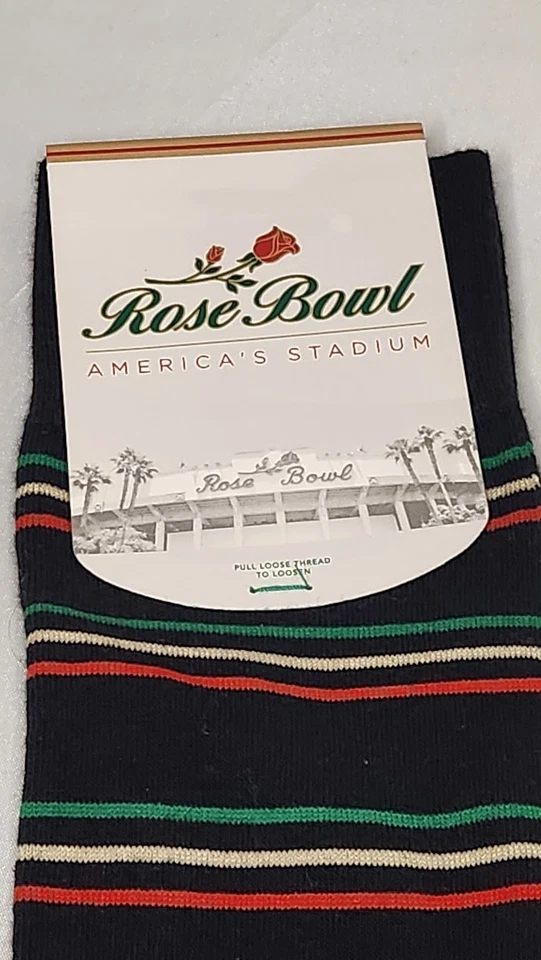 Rose Bowl
AMERICA'S STADIUM
Rose Bowl
PULL LOOSE THREAD
TO LOOSEN